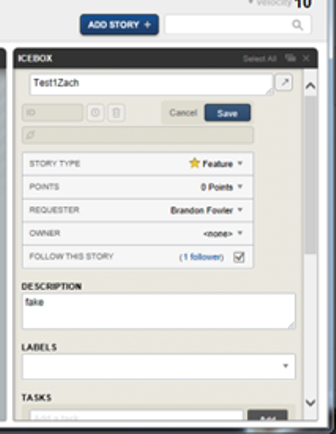 velocity 10
ADD STORY +
ICEBOX Select All
Test1Zach
ID Cancel Save
STORY TYPE Feature
POINTS 0 Points
REQUESTER Brandon Fowler
OWNER <none>
FOLLOW THIS STORY (1 follower)
DESCRIPTION
fake
LABELS
TASKS
Add a task Add